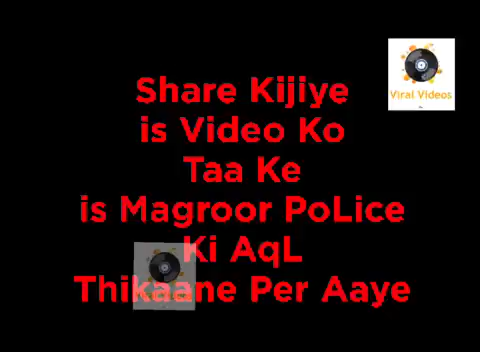 Share Kijiye
is Video Ko
Taa Ke
is Magroor PoLice
Ki AqL
Thikaane Per Aaye
Viral Videos